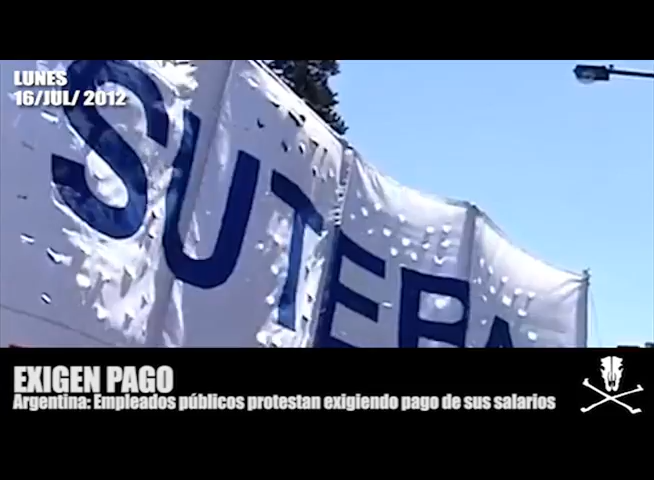 LUNES
16/JUL/ 2012
SUTEBA
EXIGEN PAGO
Argentina: Empleados públicos protestan exigiendo pago de sus salarios